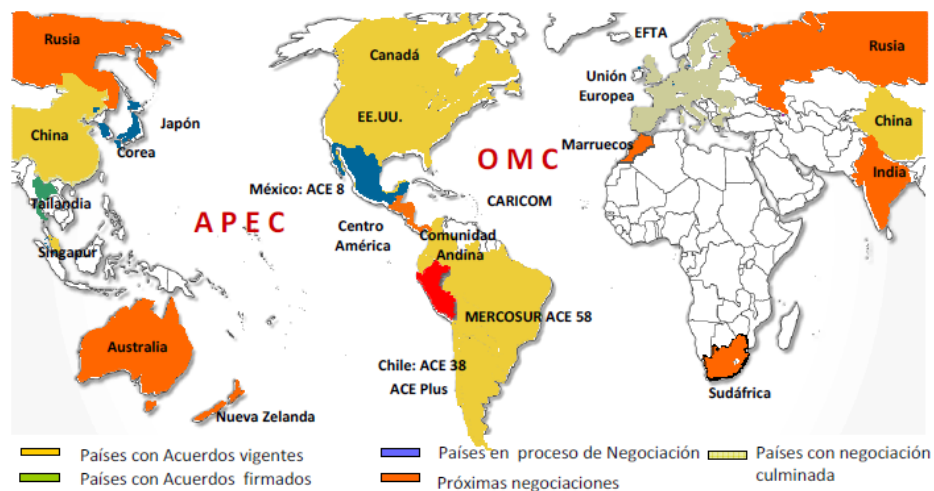 Rusia
China
Japón
Corea
Tailandia
Singapur
Australia
Nueva Zelanda
APEC
Canadá
EE.UU.
México: ACE 8
Centro
América
CARICOM
Comunidad
Andina
MERCOSUR ACE 58
Chile: ACE 38
ACE Plus
OMC
EFTA
Unión
Europea
Marruecos
Rusia
China
India
Sudáfrica
Países con Acuerdos vigentes
Países con Acuerdos firmados
Países en proceso de Negociación
Próximas negociaciones
Países con negociación
culminada